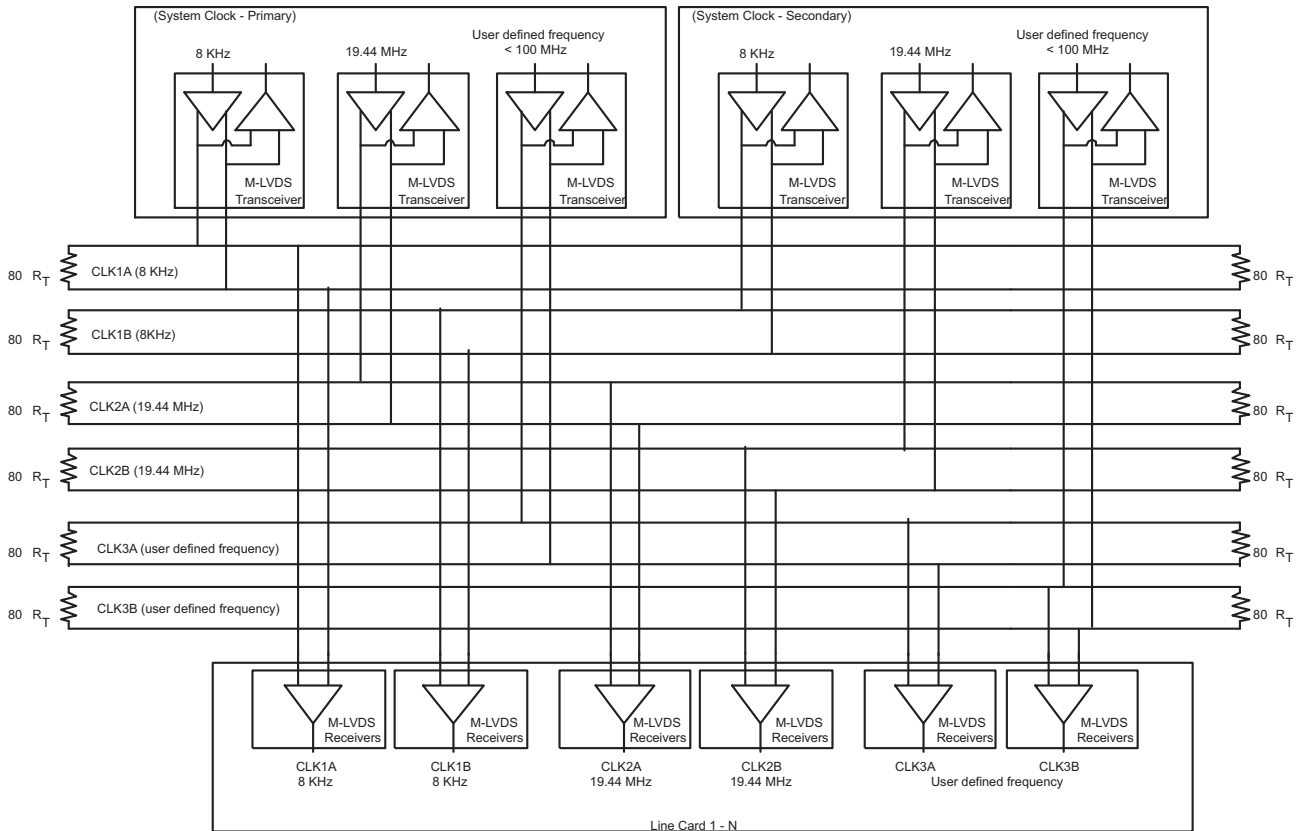 (System Clock - Primary)
(System Clock - Secondary)
8 KHz
19.44 MHz
User defined frequency
< 100 MHz
8 KHz
19.44 MHz
User defined frequency
< 100 MHz
M-LVDS
Transceiver
M-LVDS
Transceiver
M-LVDS
Transceiver
M-LVDS
Transceiver
M-LVDS
Transceiver
M-LVDS
Transceiver
80 RT
CLK1A (8 KHz)
80 RT
80 RT
CLK1B (8KHz)
80 RT
80 RT
CLK2A (19.44 MHz)
80 RT
80 RT
CLK2B (19.44 MHz)
80 RT
80 RT
CLK3A (user defined frequency)
80 RT
80 RT
CLK3B (user defined frequency)
80 RT
M-LVDS
Receivers
M-LVDS
Receivers
M-LVDS
Receivers
M-LVDS
Receivers
M-LVDS
Receivers
M-LVDS
Receivers
CLK1A
8 KHz
CLK1B
8 KHz
CLK2A
19.44 MHz
CLK2B
19.44 MHz
CLK3A
CLK3B
User defined frequency
Line Card 1 - N